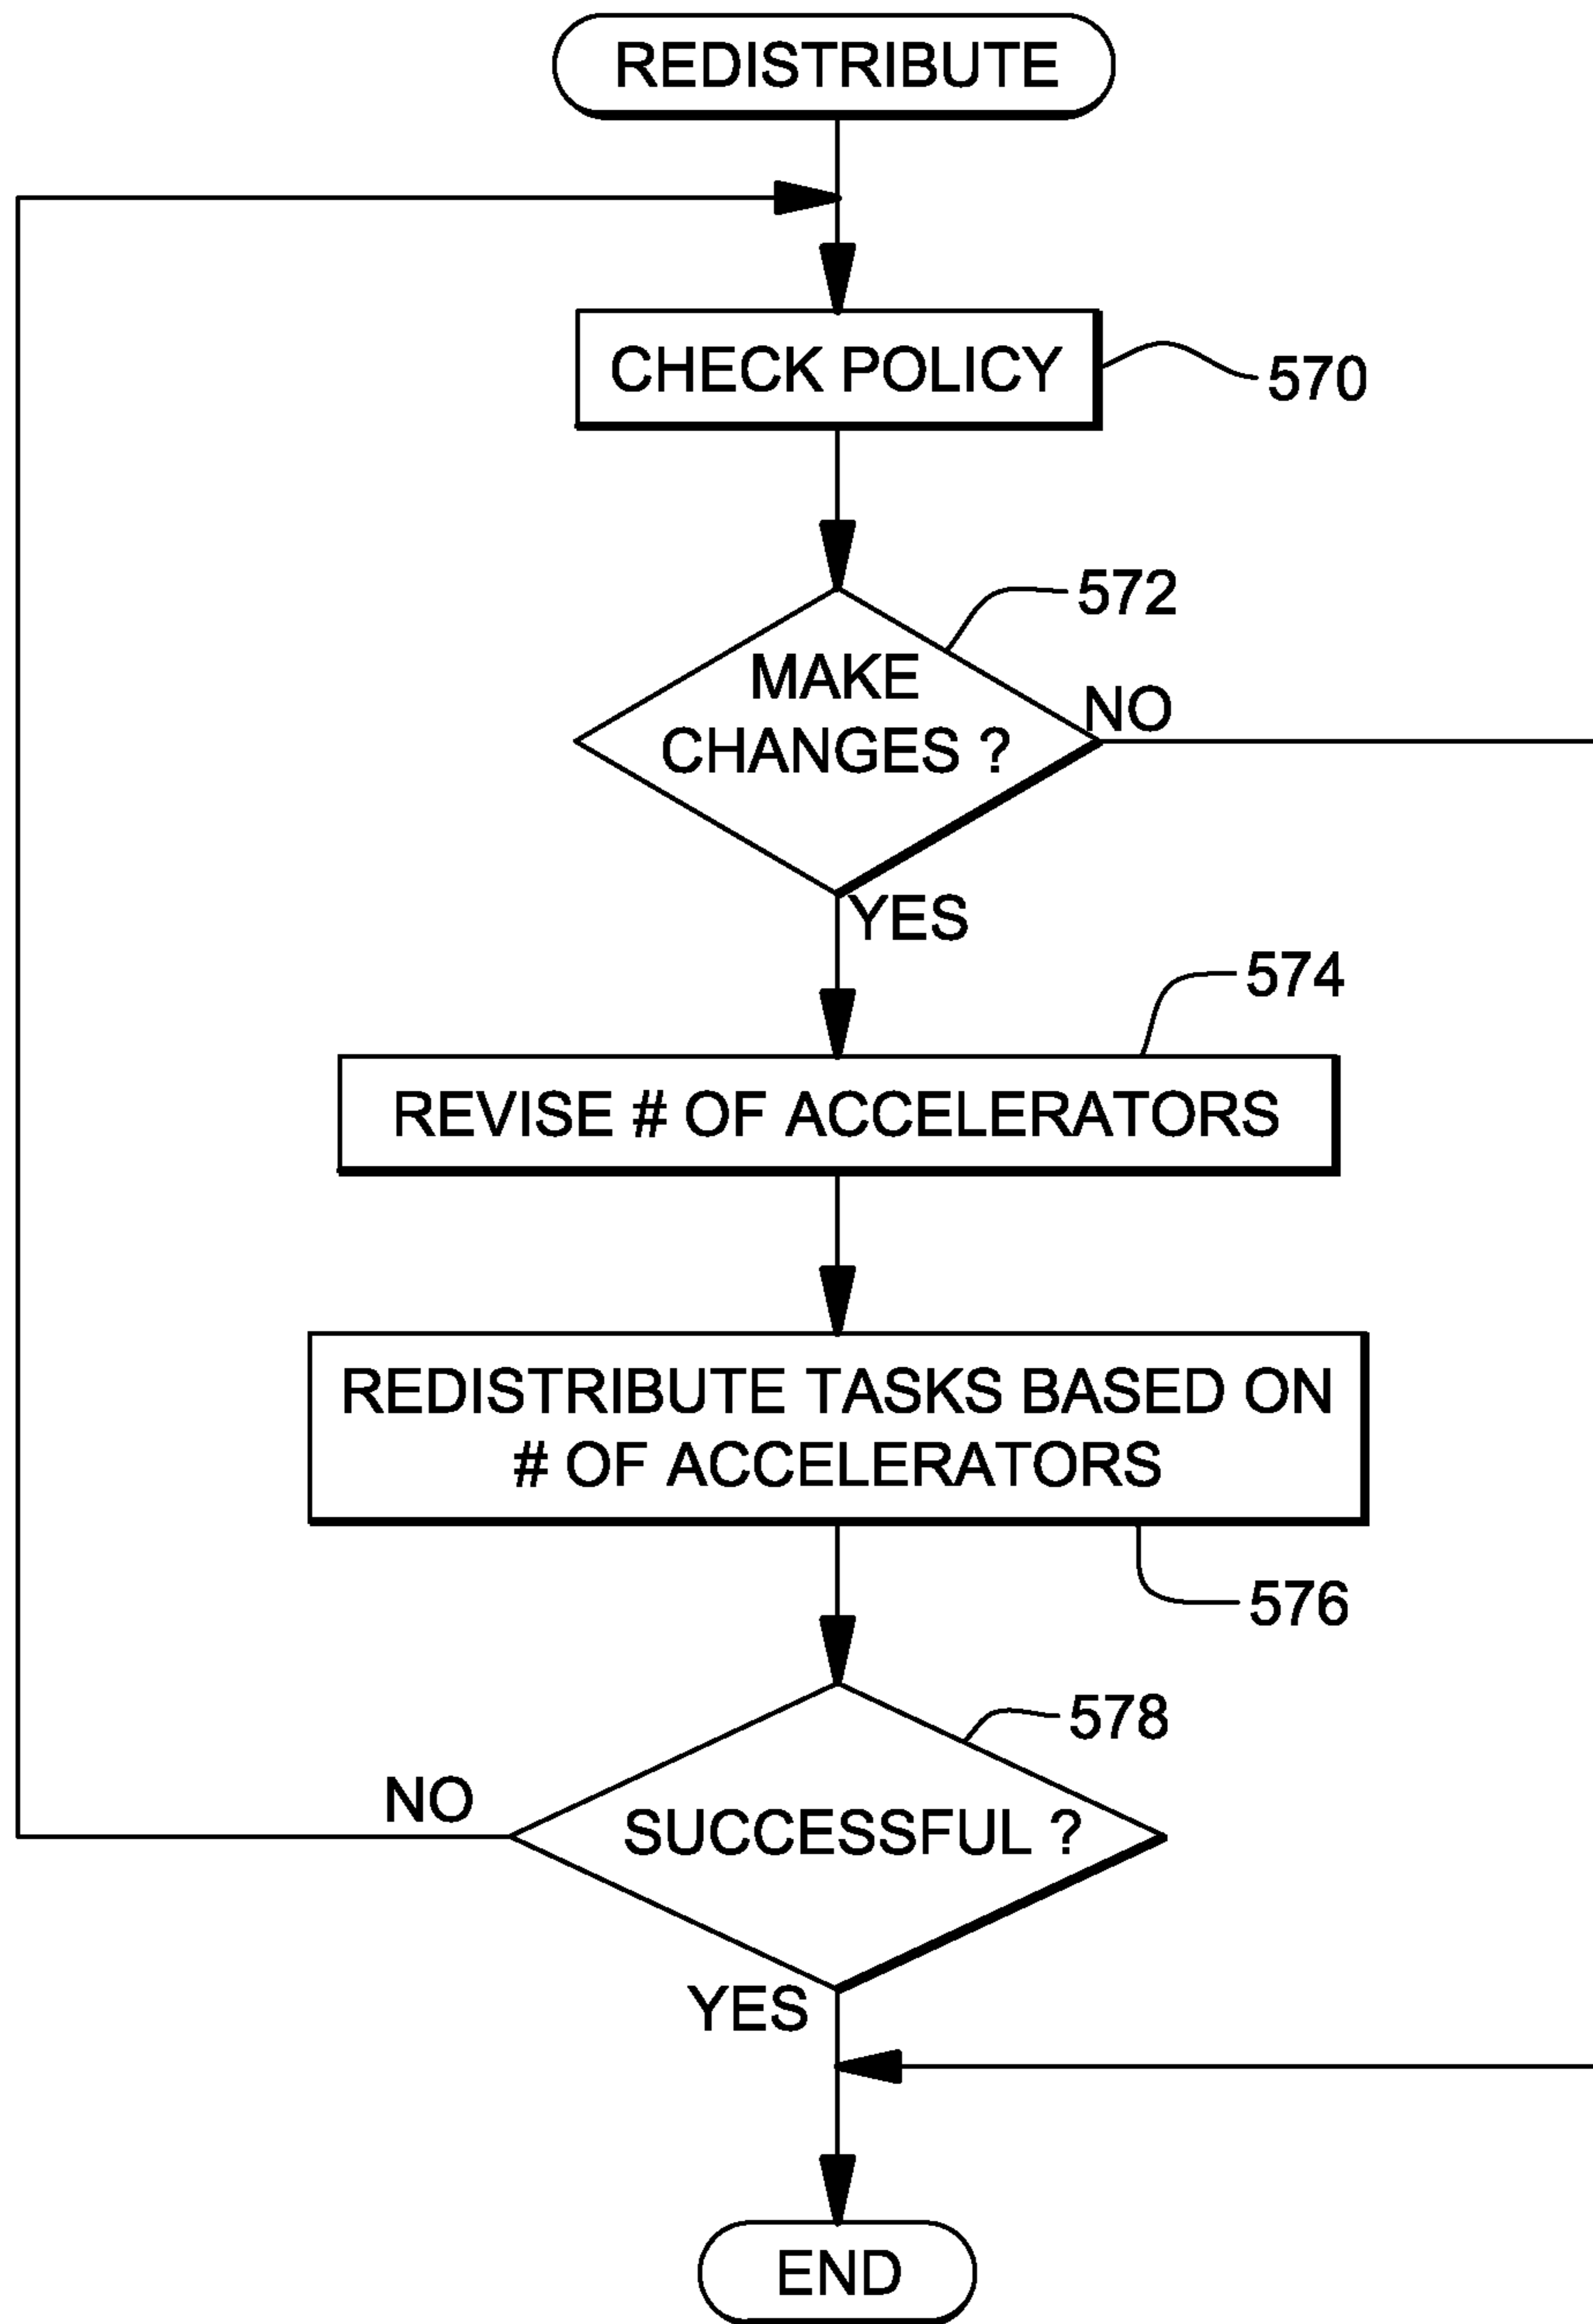 REDISTRIBUTE
CHECK POLICY
570
572
MAKE
CHANGES ?
NO
YES
574
REVISE # OF ACCELERATORS
REDISTRIBUTE TASKS BASED ON
# OF ACCELERATORS
576
578
NO
SUCCESSFUL ?
YES
END